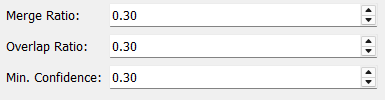 Merge Ratio: 0.30
Overlap Ratio: 0.30
Min. Confidence: 0.30